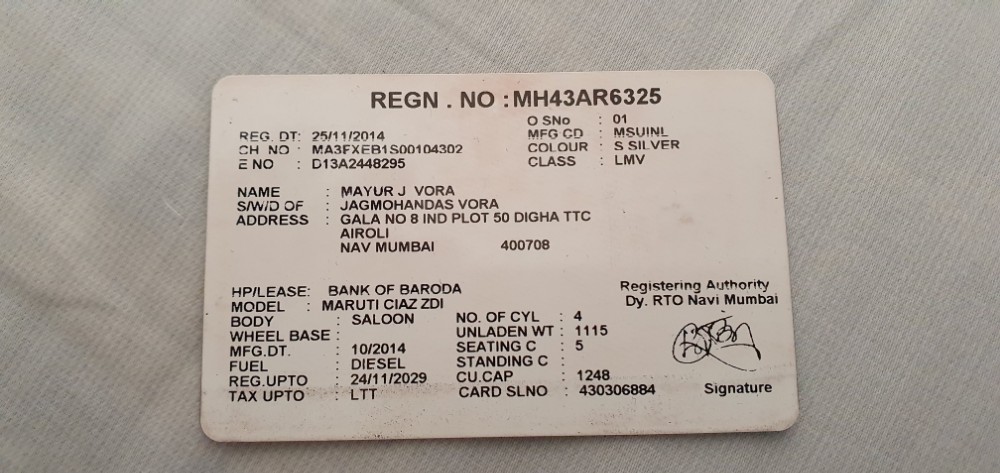 REGN . NO : MH43AR6325
O SNo : 01
REG. DT: 25/11/2014 MFG CD : MSUINL
CH NO : MA3FXEB1S00104302 COLOUR : S SILVER
E NO : D13A2448295 CLASS : LMV
NAME : MAYUR J VORA
S/W/D OF : JAGMOHANDAS VORA
ADDRESS : GALA NO 8 IND PLOT 50 DIGHA TTC
AIROLI
NAV MUMBAI 400708
HP/LEASE: BANK OF BARODA Registering Authority
MODEL : MARUTI CIAZ ZDI Dy. RTO Navi Mumbai
BODY : SALOON NO. OF CYL : 4
WHEEL BASE : UNLADEN WT : 1115
MFG.DT. : 10/2014 SEATING C : 5
FUEL : DIESEL STANDING C :
REG.UPTO : 24/11/2029 CU.CAP : 1248
TAX UPTO : LTT CARD SLNO : 430306884 Signature